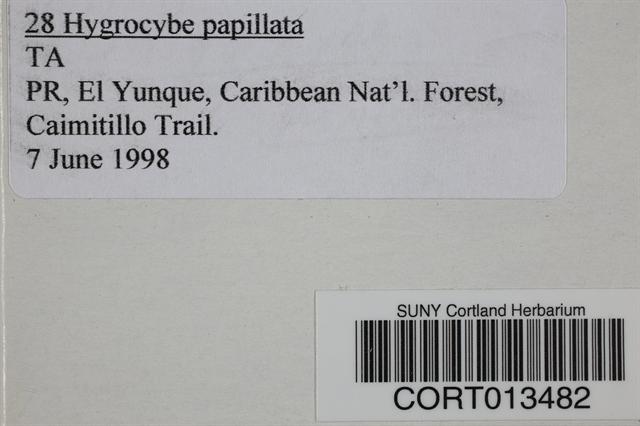 28 Hygrocybe papillata
TA
PR, El Yunque, Caribbean Nat'l. Forest,
Caimitillo Trail.
7 June 1998
SUNY Cortland Herbarium
CORT013482